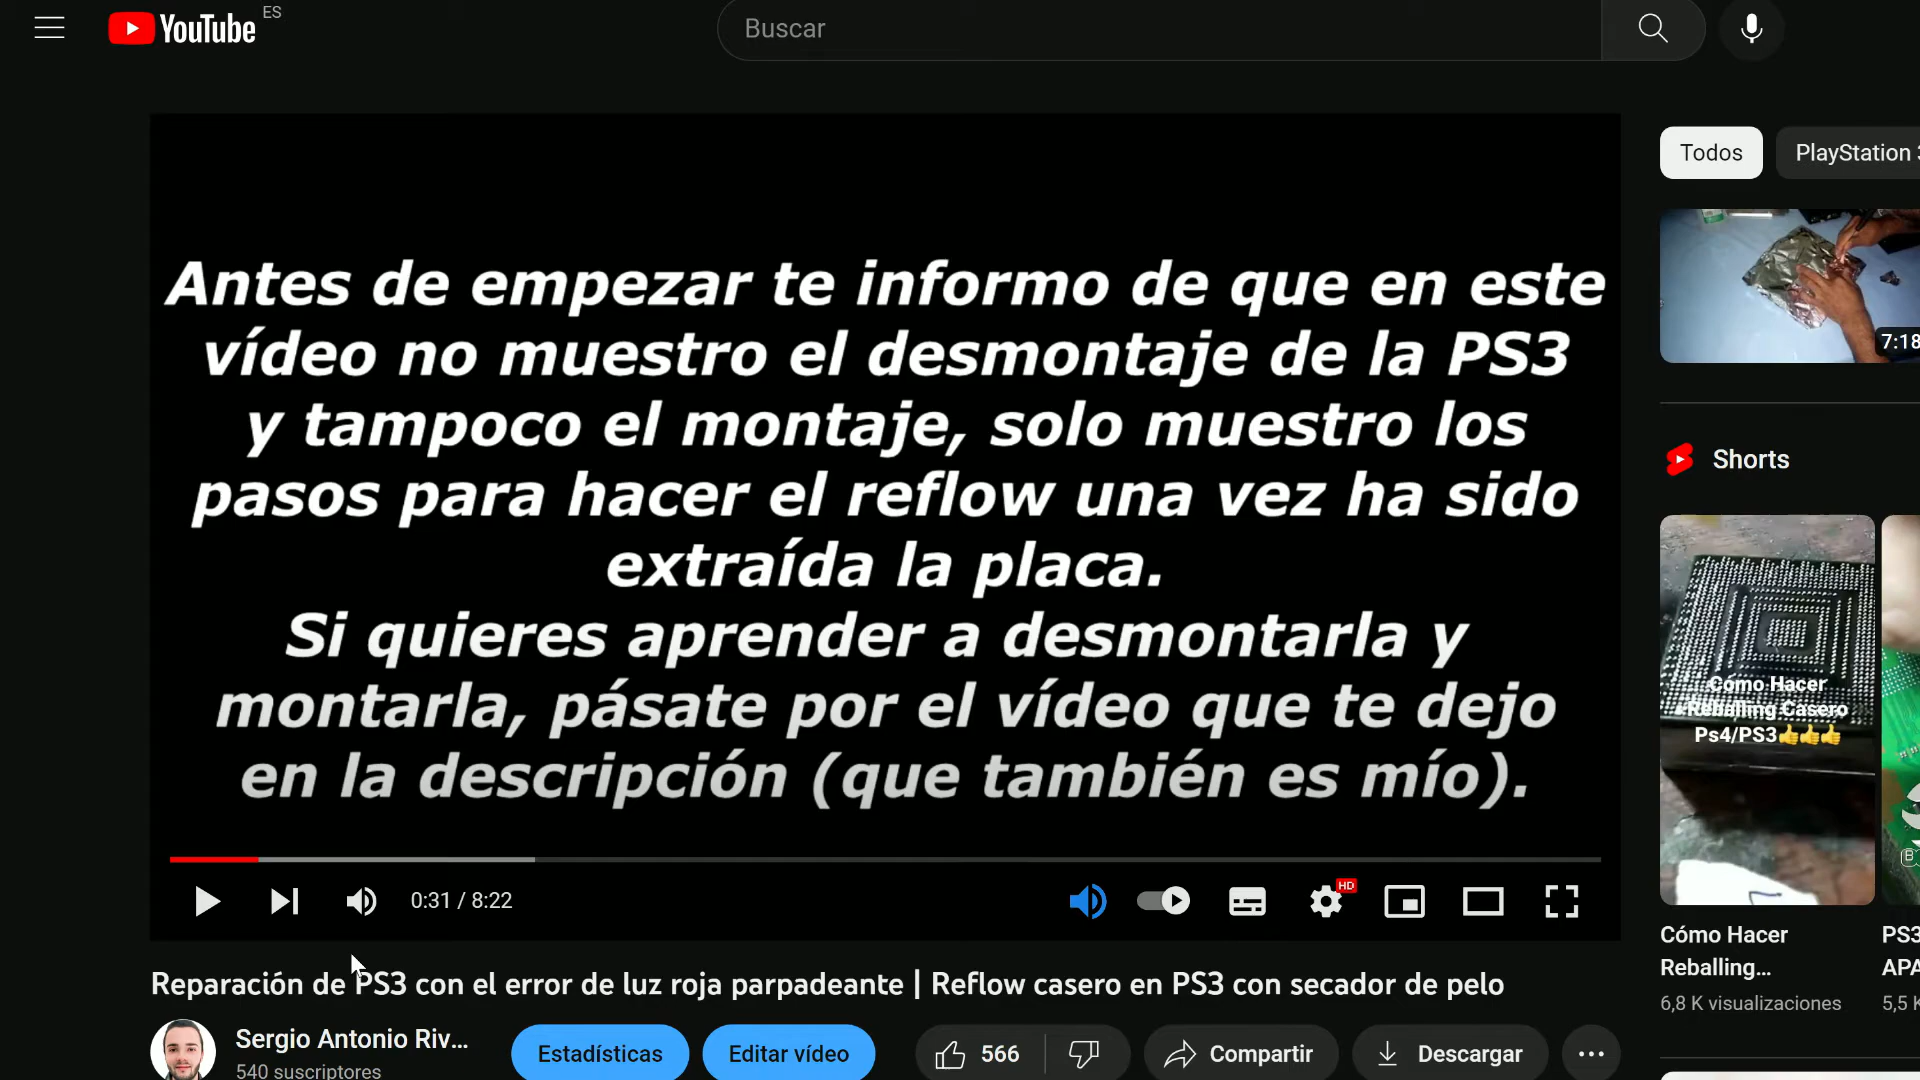 YouTube ES
Buscar
Antes de empezar te informo de que en este
vídeo no muestro el desmontaje de la PS3
y tampoco el montaje, solo muestro los
pasos para hacer el reflow una vez ha sido
extraída la placa.
Si quieres aprender a desmontarla y
montarla, pásate por el vídeo que te dejo
en la descripción (que también es mío).
0:31 / 8:22
HD
Reparación de PS3 con el error de luz roja parpadeante | Reflow casero en PS3 con secador de pelo
Sergio Antonio Riv...
540 suscriptores
Estadísticas
Editar vídeo
566
Compartir
Descargar
Todos
PlayStation
7:18
Shorts
Cómo Hacer
Reballing Casero
Ps4/PS3👍👍👍
Cómo Hacer
Reballing...
6,8 K visualizaciones
PS3
APA
5,5 K